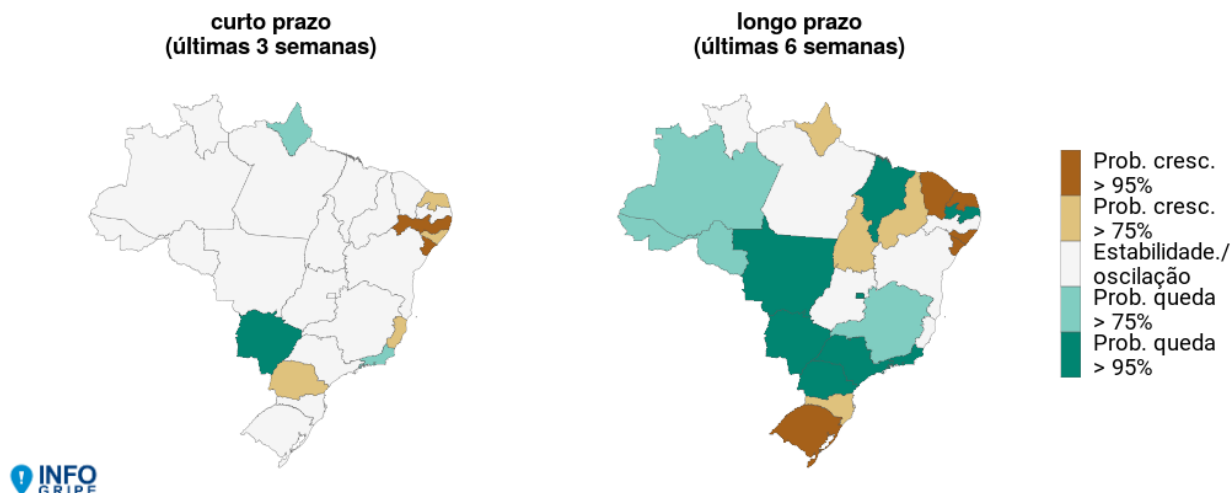 curto prazo
(últimas 3 semanas)
longo prazo
(últimas 6 semanas)
Prob. cresc.
> 95%
Prob. cresc.
> 75%
Estabilidade./
oscilação
Prob. queda
> 75%
Prob. queda
> 95%
INFO
GRIPE